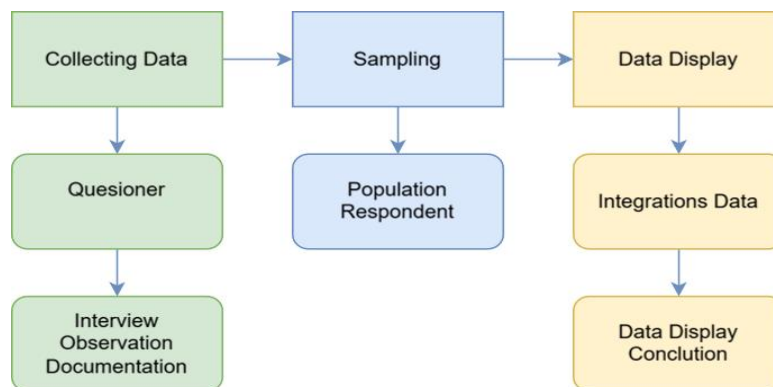 Collecting Data
Sampling
Data Display
Quesioner
Population
Respondent
Integrations Data
Interview
Observation
Documentation
Data Display
Conclution